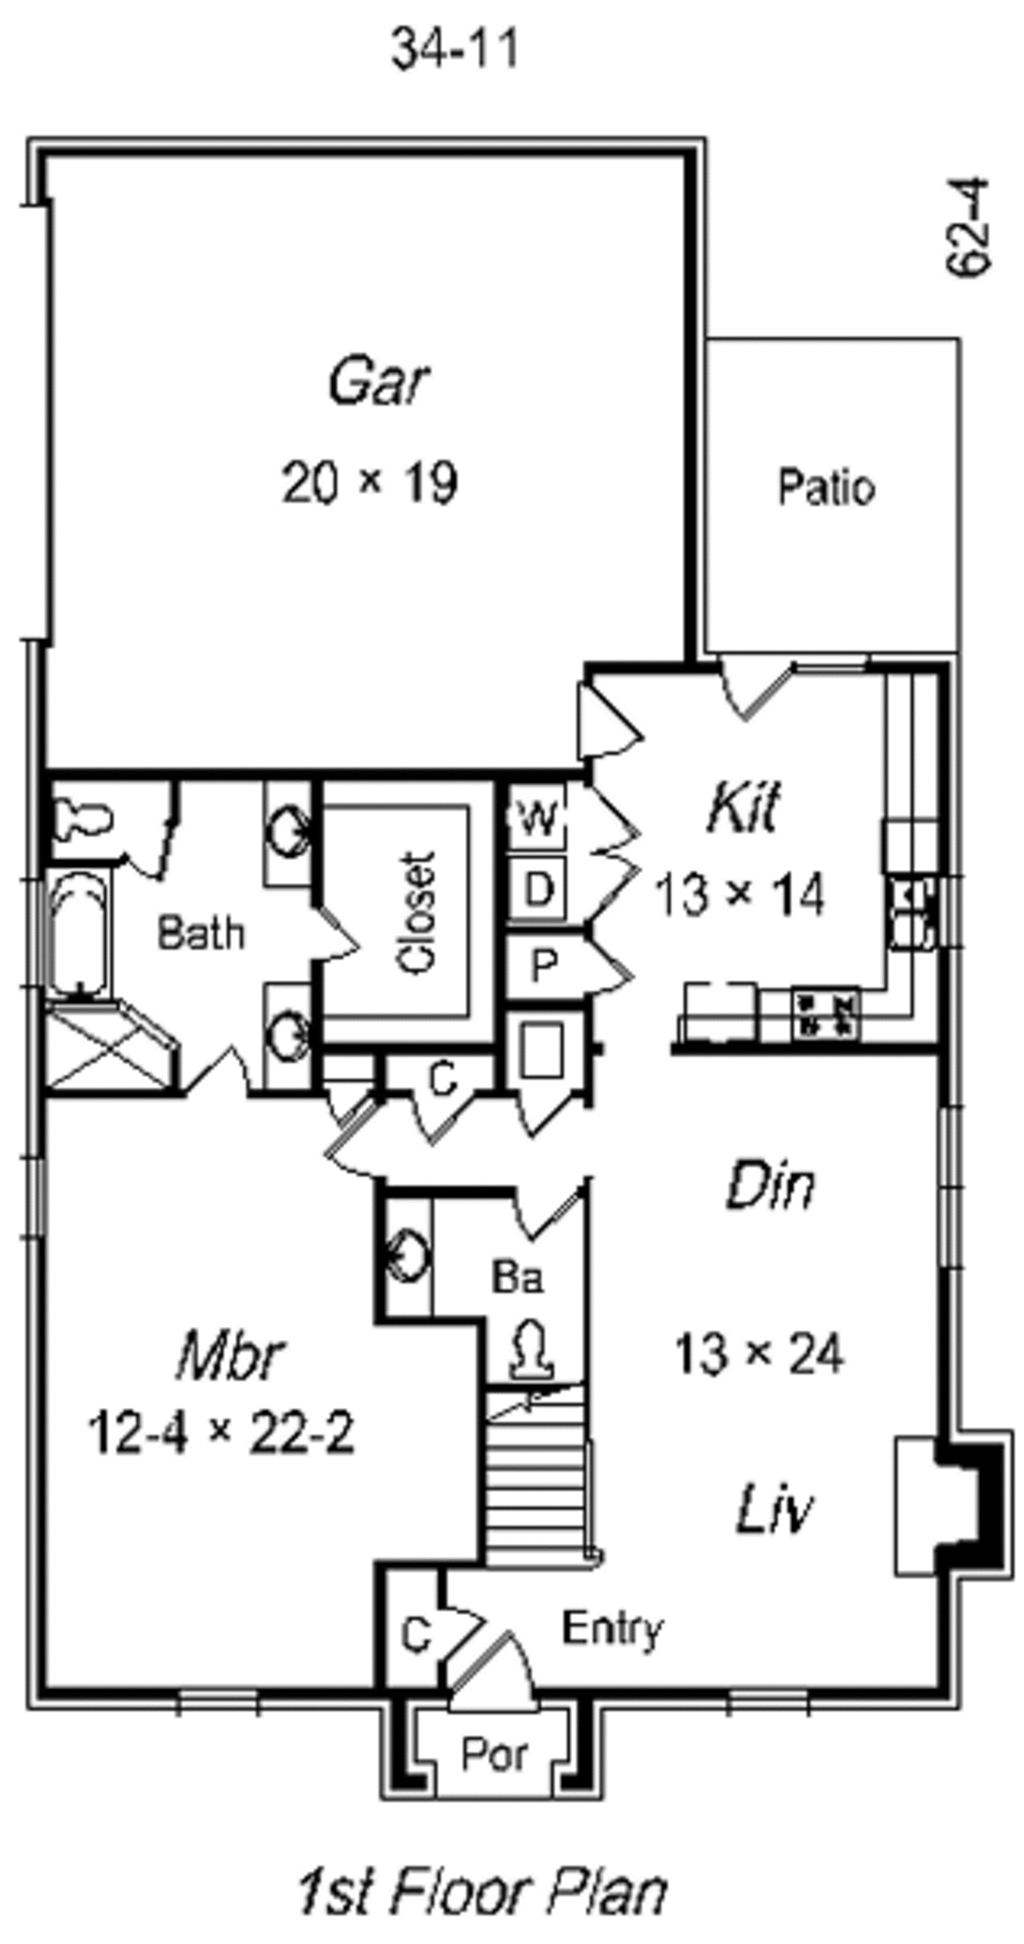 34-11
62-4
Gar
20 × 19
Patio
Kit
13 × 14
W
D
P
Closet
Bath
C
Din
Ba
13 × 24
Mbr
12-4 × 22-2
Liv
C
Entry
Por
1st Floor Plan